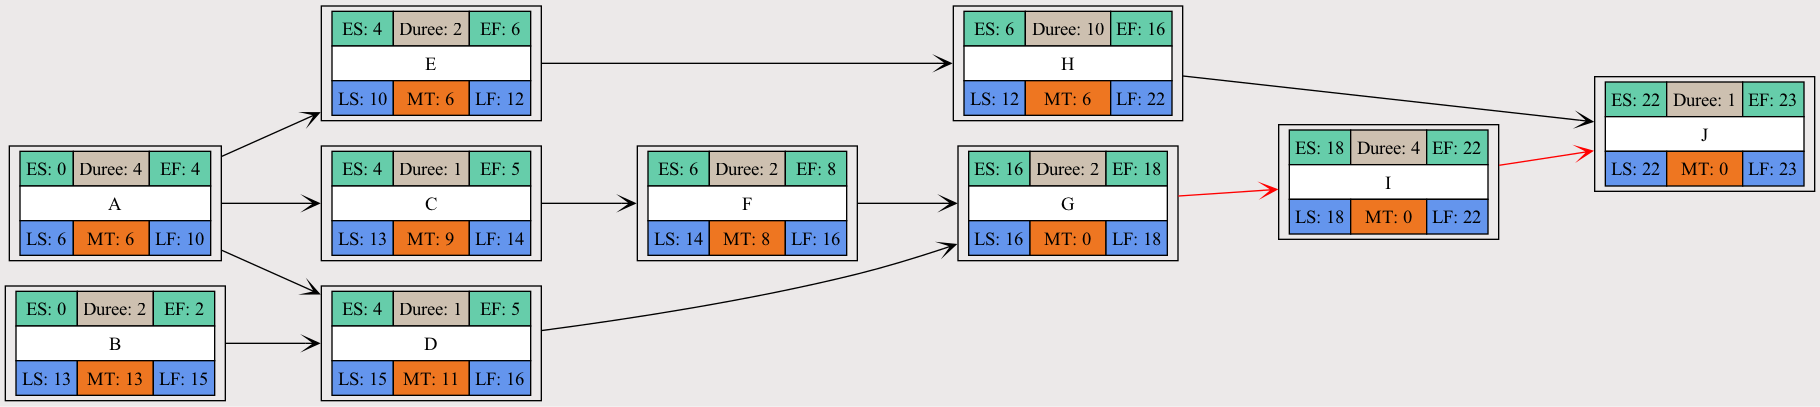 ES: 4 Duree: 2 EF: 6
E
LS: 10 MT: 6 LF: 12
ES: 6 Duree: 10 EF: 16
H
LS: 12 MT: 6 LF: 22
ES: 22 Duree: 1 EF: 23
J
LS: 22 MT: 0 LF: 23
ES: 18 Duree: 4 EF: 22
I
LS: 18 MT: 0 LF: 22
ES: 0 Duree: 4 EF: 4
A
LS: 6 MT: 6 LF: 10
ES: 4 Duree: 1 EF: 5
C
LS: 13 MT: 9 LF: 14
ES: 6 Duree: 2 EF: 8
F
LS: 14 MT: 8 LF: 16
ES: 16 Duree: 2 EF: 18
G
LS: 16 MT: 0 LF: 18
ES: 0 Duree: 2 EF: 2
B
LS: 13 MT: 13 LF: 15
ES: 4 Duree: 1 EF: 5
D
LS: 15 MT: 11 LF: 16